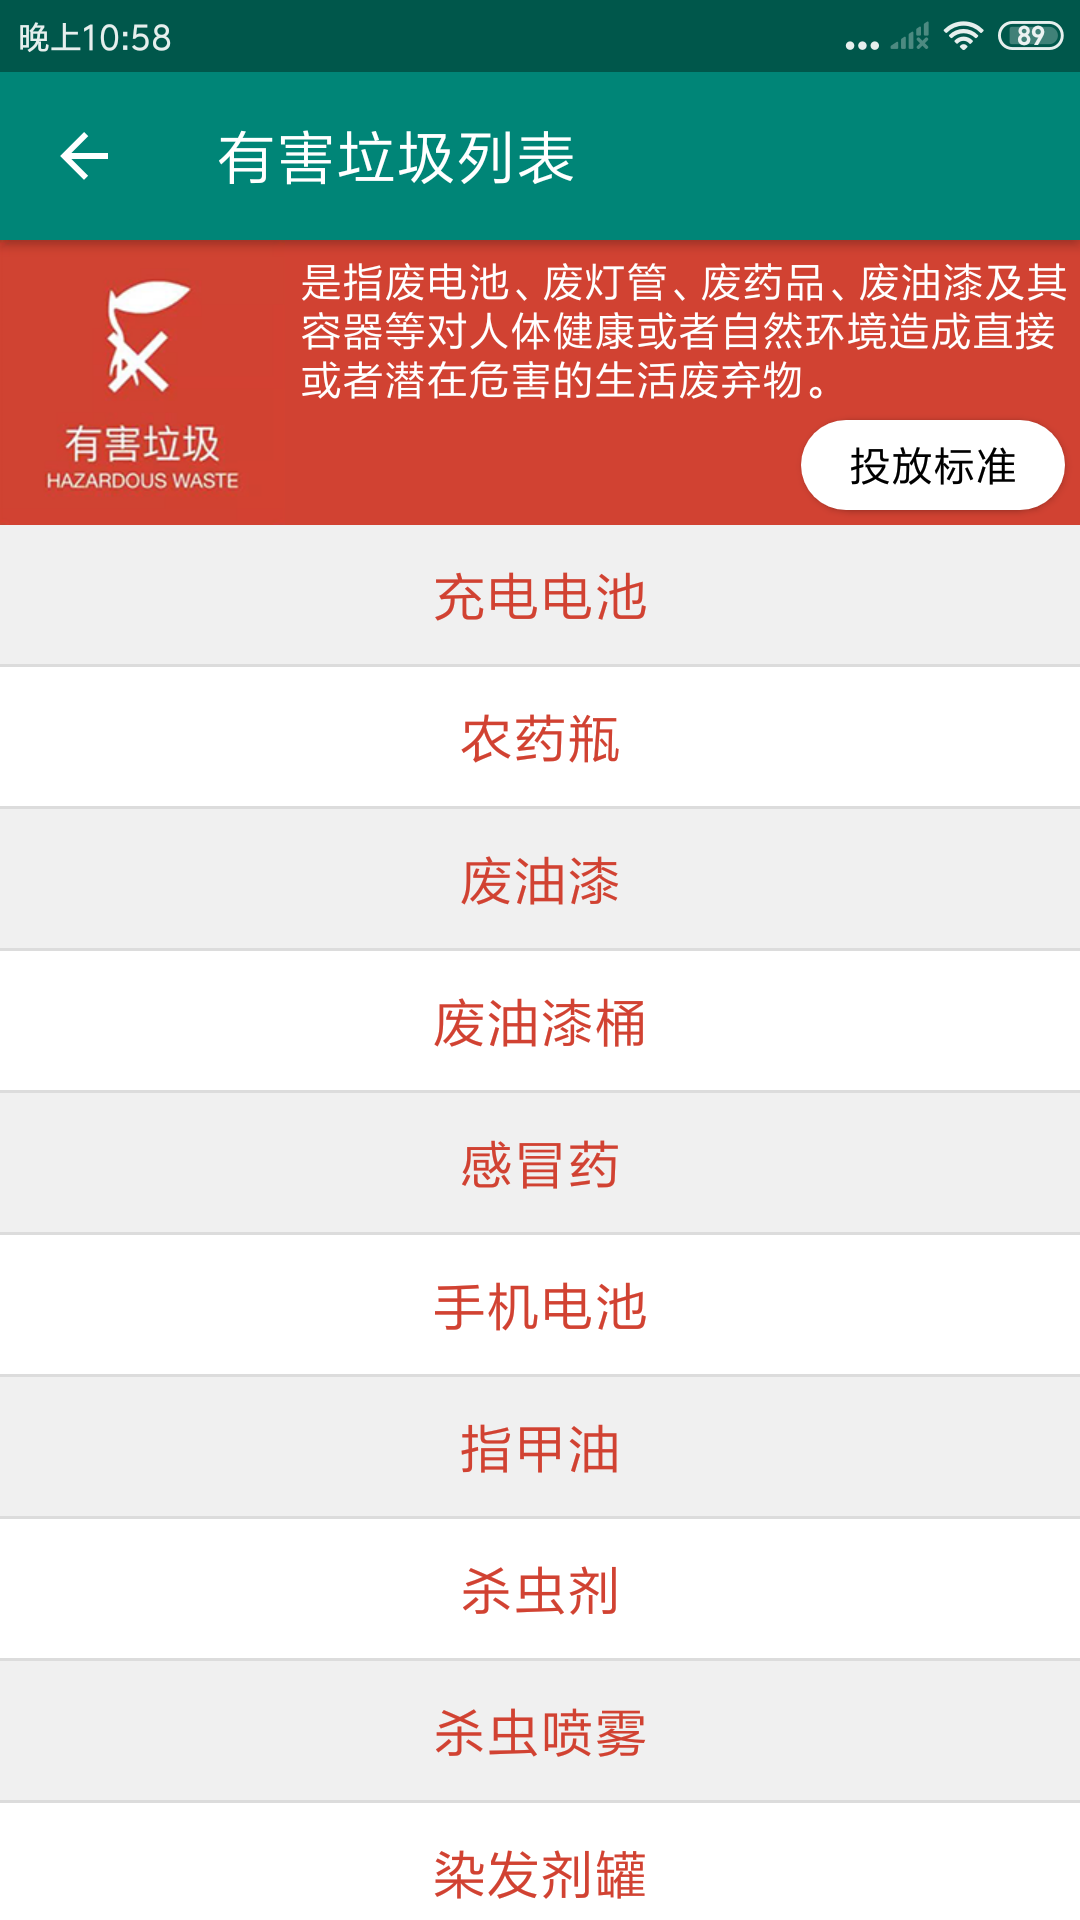 晚上10:58
89
有害垃圾列表
是指废电池、废灯管、废药品、废油漆及其
容器等对人体健康或者自然环境造成直接
或者潜在危害的生活废弃物。
有害垃圾
HAZARDOUS WASTE
投放标准
充电电池
农药瓶
废油漆
废油漆桶
感冒药
手机电池
指甲油
杀虫剂
杀虫喷雾
染发剂罐